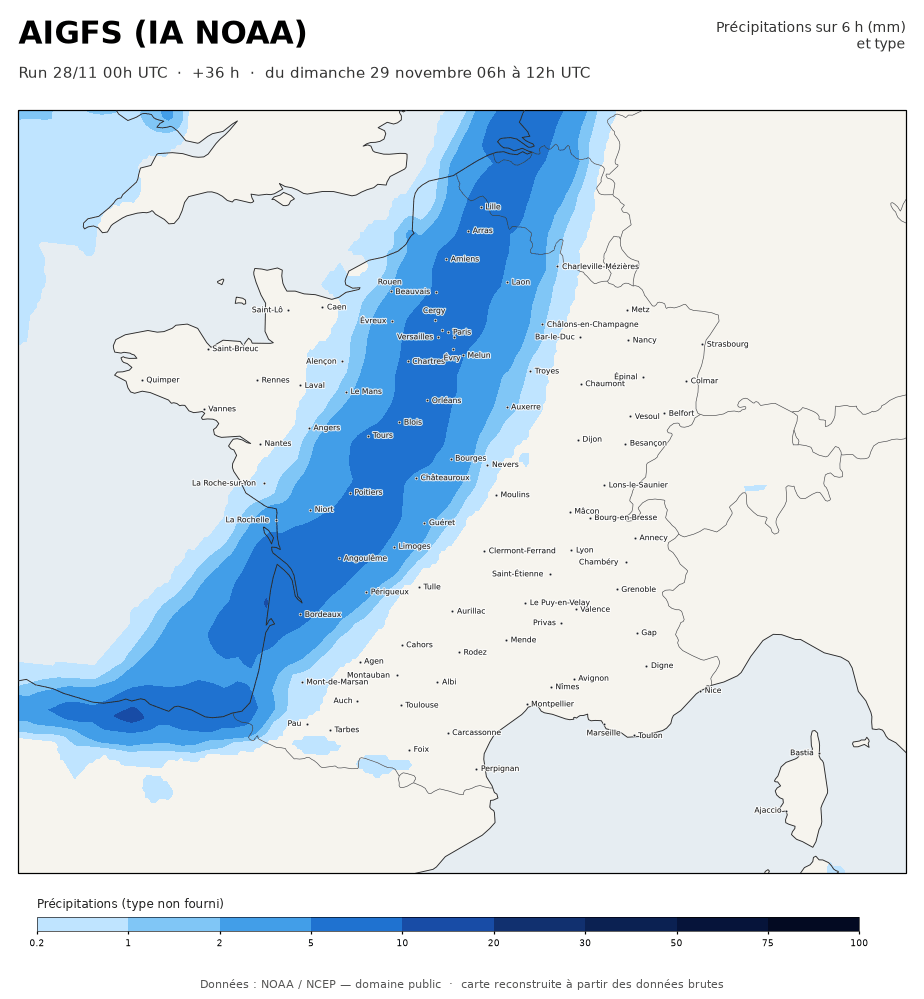 AIGFS (IA NOAA)
Précipitations sur 6 h (mm)
et type
Run 28/11 00h UTC · +36 h · du dimanche 29 novembre 06h à 12h UTC
Lille
Arras
Amiens
Charleville-Mézières
Rouen
Beauvais
Laon
Saint-Lô
Caen
Cergy
Metz
Évreux
Châlons-en-Champagne
Versailles
Paris
Bar-le-Duc
Nancy
Strasbourg
Saint-Brieuc
Alençon
Chartres
Évry
Melun
Quimper
Rennes
Laval
Le Mans
Troyes
Chaumont
Épinal
Colmar
Vannes
Orléans
Auxerre
Angers
Blois
Vesoul
Belfort
Nantes
Tours
Dijon
Besançon
Bourges
Nevers
La Roche-sur-Yon
Châteauroux
Lons-le-Saunier
Poitiers
Moulins
Niort
Mâcon
Bourg-en-Bresse
La Rochelle
Guéret
Annecy
Angoulême
Limoges
Clermont-Ferrand
Lyon
Chambéry
Saint-Étienne
Périgueux
Tulle
Grenoble
Bordeaux
Aurillac
Le Puy-en-Velay
Valence
Privas
Gap
Cahors
Mende
Rodez
Agen
Digne
Montauban
Mont-de-Marsan
Albi
Avignon
Nîmes
Nice
Auch
Toulouse
Montpellier
Pau
Tarbes
Carcassonne
Marseille
Toulon
Foix
Bastia
Perpignan
Ajaccio
Précipitations (type non fourni)
0.2 1 2 5 10 20 30 50 75 100
Données : NOAA / NCEP — domaine public · carte reconstruite à partir des données brutes